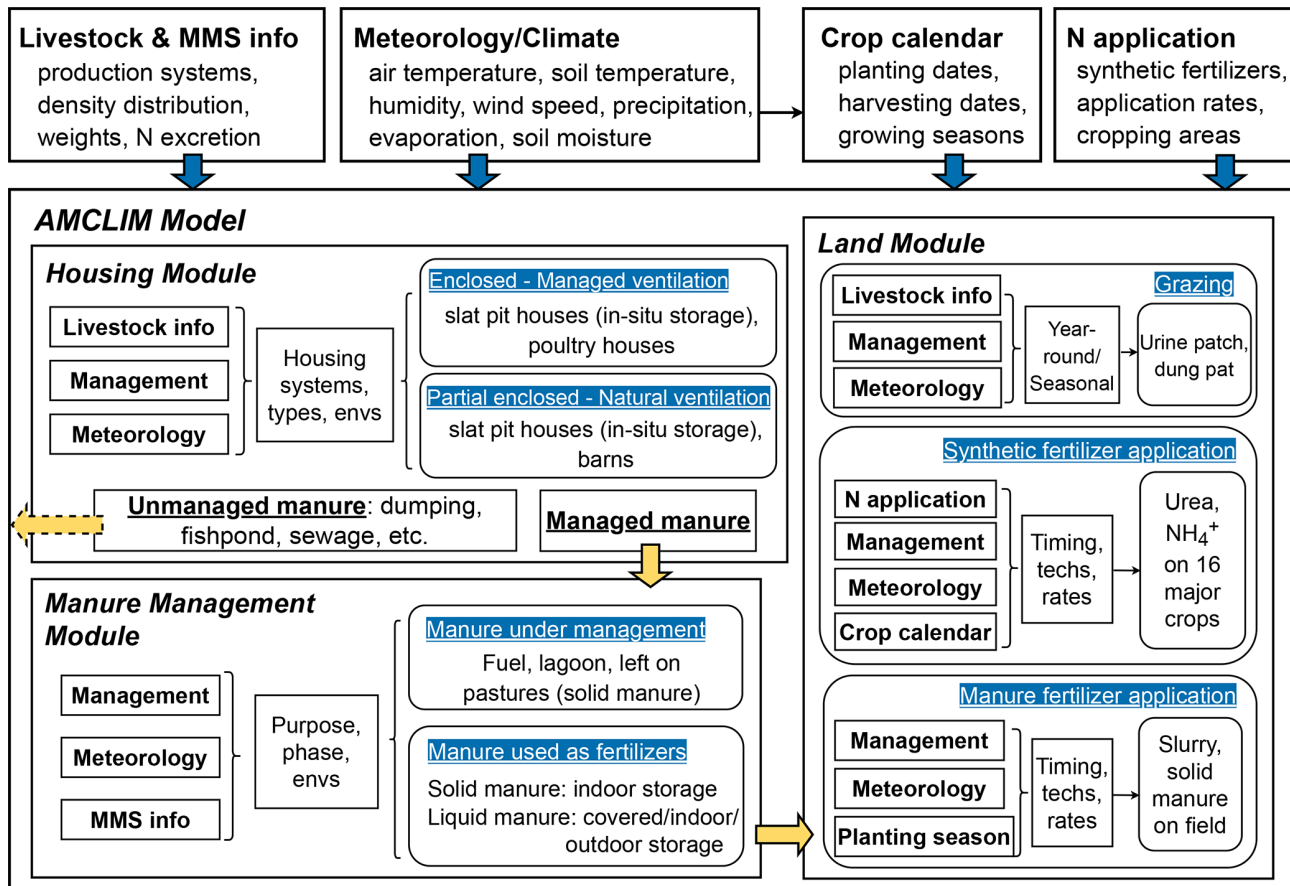 Livestock & MMS info
production systems,
density distribution,
weights, N excretion
Meteorology/Climate
air temperature, soil temperature,
humidity, wind speed, precipitation,
evaporation, soil moisture
Crop calendar
planting dates,
harvesting dates,
growing seasons
N application
synthetic fertilizers,
application rates,
cropping areas
AMCLIM Model
Housing Module
Livestock info
Management
Meteorology
Housing
systems,
types, envs
Enclosed - Managed ventilation
slat pit houses (in-situ storage),
poultry houses
Partial enclosed - Natural ventilation
slat pit houses (in-situ storage),
barns
Unmanaged manure: dumping,
fishpond, sewage, etc.
Managed manure
Manure Management
Module
Management
Meteorology
MMS info
Purpose,
phase,
envs
Manure under management
Fuel, lagoon, left on
pastures (solid manure)
Manure used as fertilizers
Solid manure: indoor storage
Liquid manure: covered/indoor/
outdoor storage
Land Module
Grazing
Livestock info
Management
Meteorology
Year-
round/
Seasonal
Urine patch,
dung pat
Synthetic fertilizer application
N application
Management
Meteorology
Crop calendar
Timing,
techs,
rates
Urea,
NH₄⁺
on 16
major
crops
Manure fertilizer application
Management
Meteorology
Planting season
Timing,
techs,
rates
Slurry,
solid
manure
on field